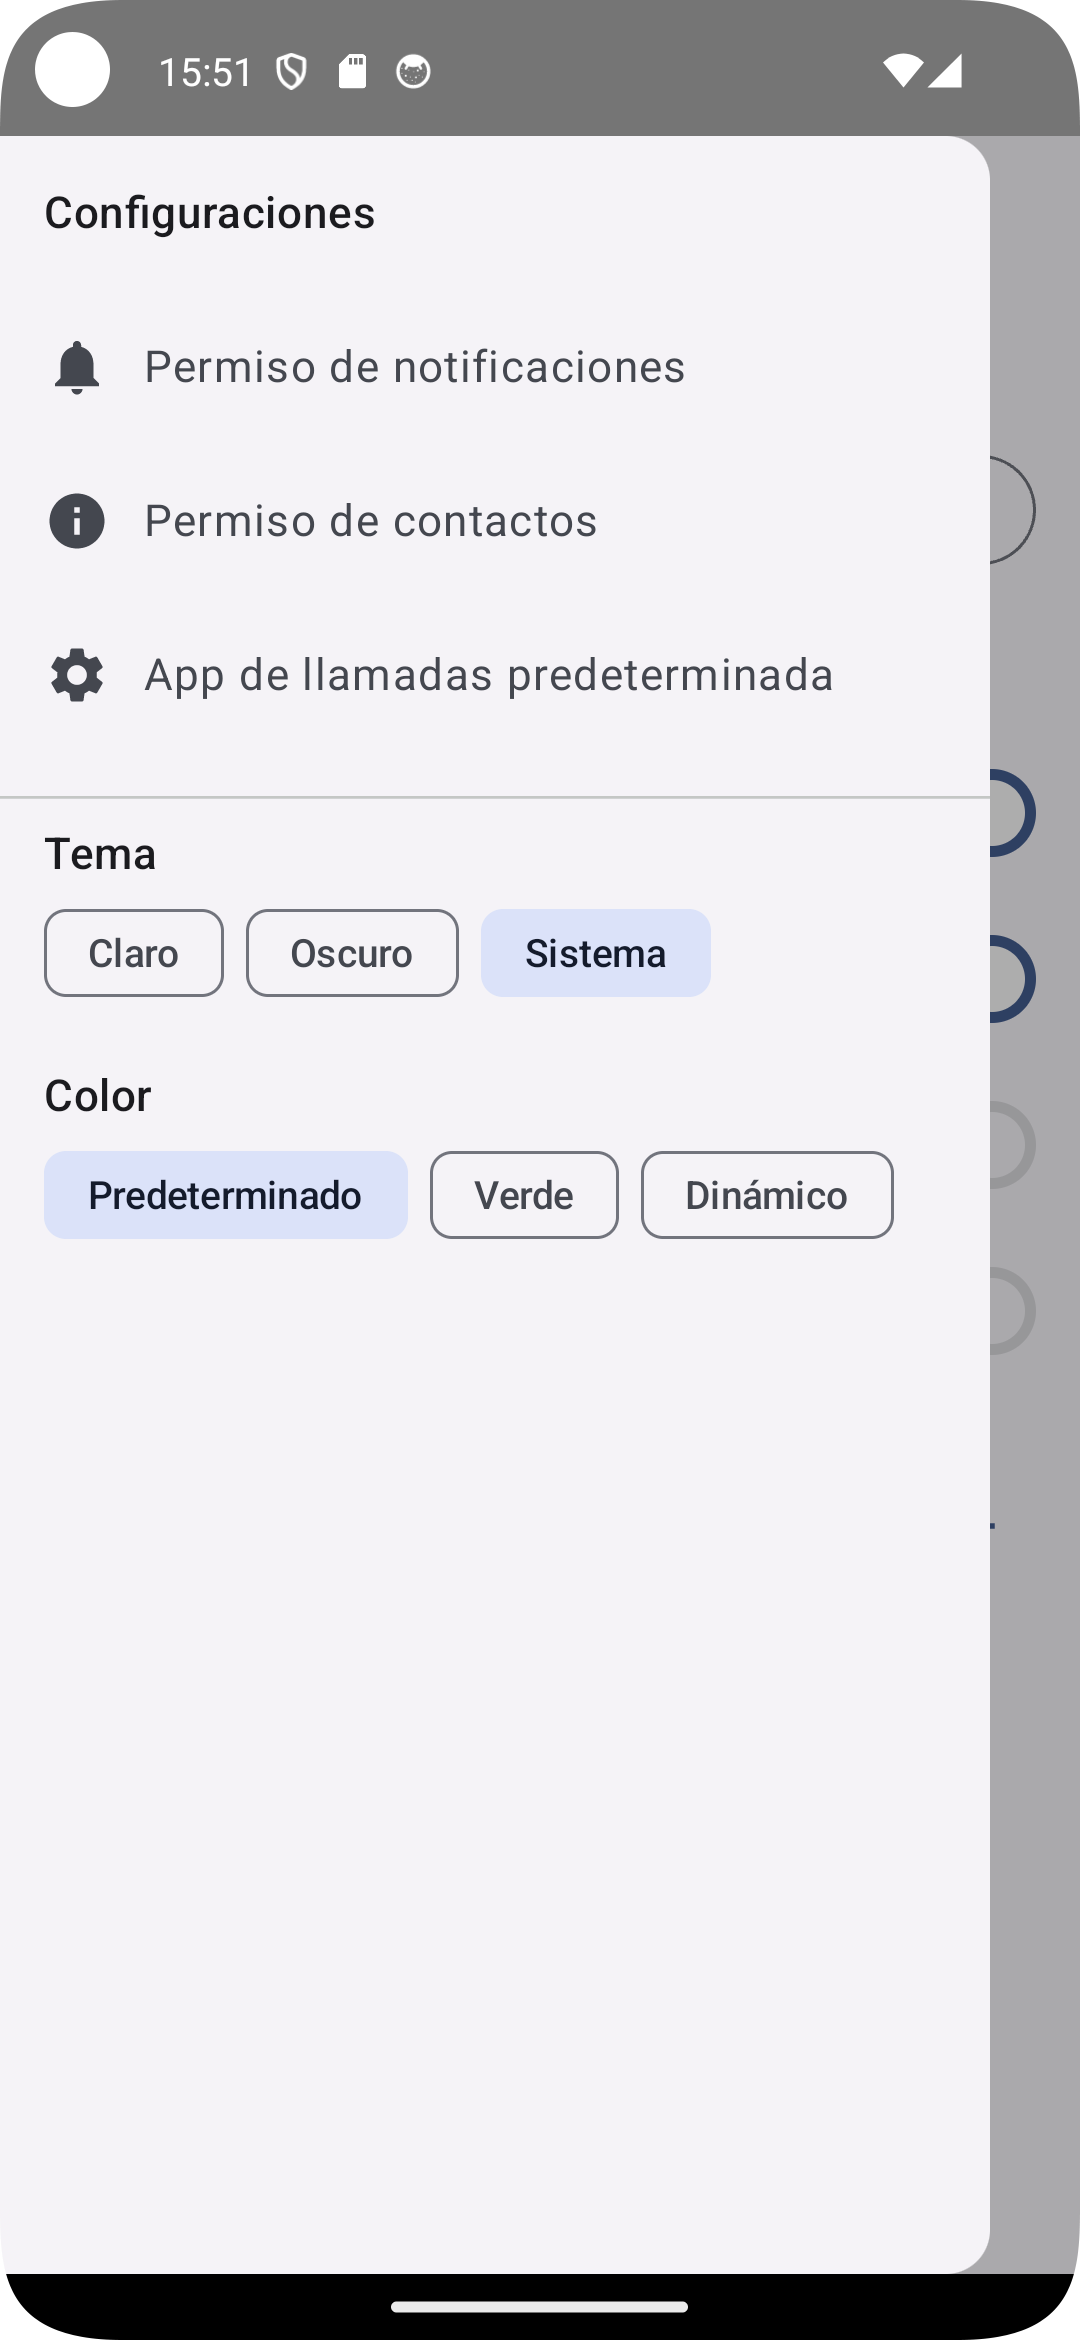 15:51
Configuraciones
Permiso de notificaciones
Permiso de contactos
App de llamadas predeterminada
Tema
Claro Oscuro Sistema
Color
Predeterminado Verde Dinámico